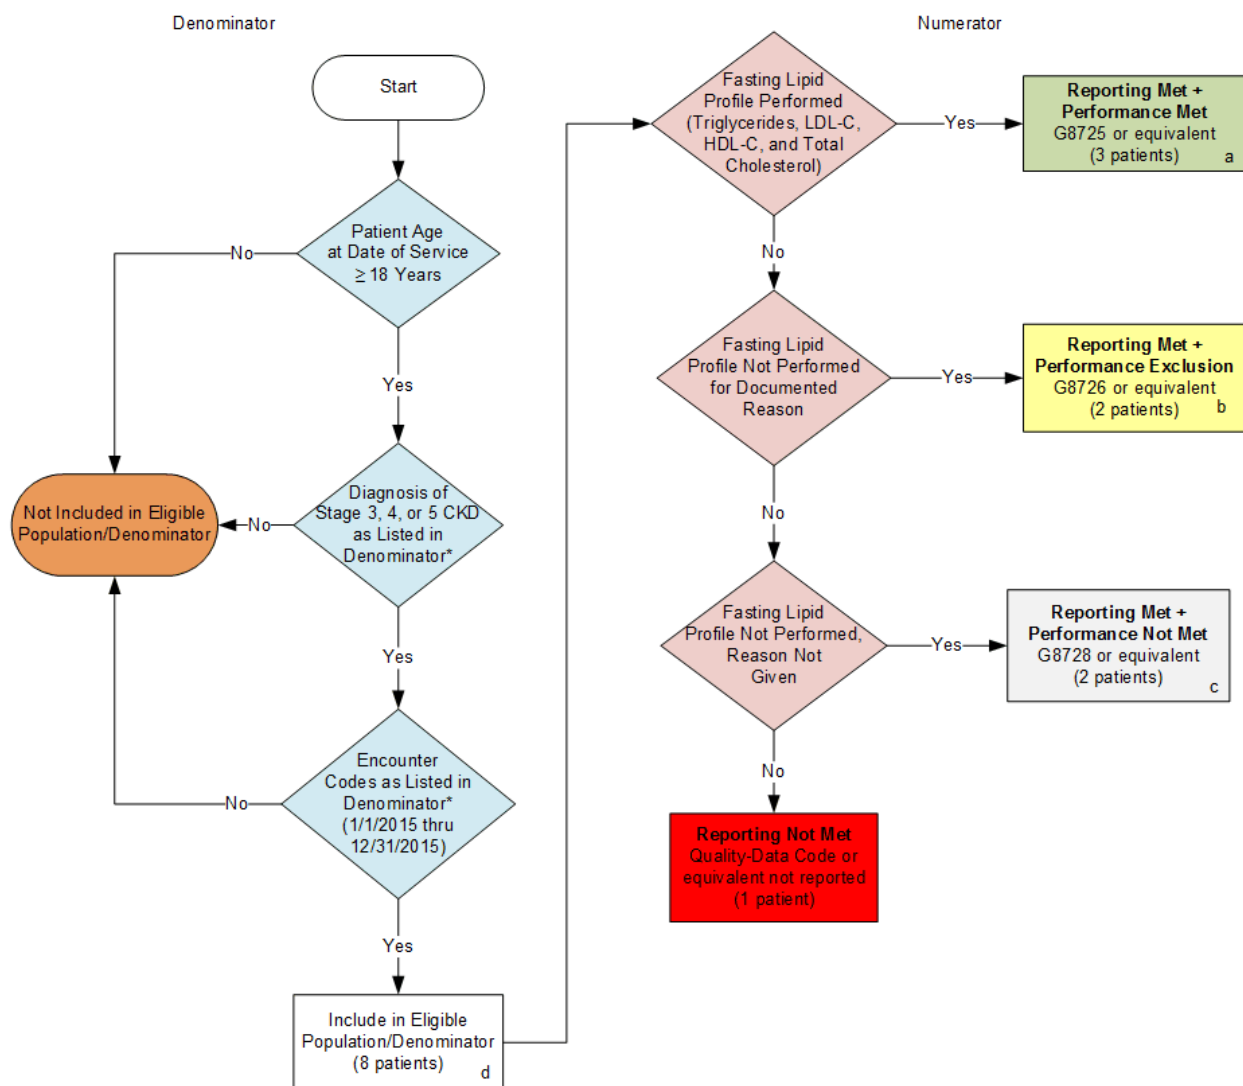 Denominator
Numerator
Start
Patient Age
at Date of Service
≥ 18 Years
No
Yes
Diagnosis of
Stage 3, 4, or 5 CKD
as Listed in
Denominator*
No
Not Included in Eligible
Population/Denominator
Yes
Encounter
Codes as Listed in
Denominator*
(1/1/2015 thru
12/31/2015)
No
Yes
Include in Eligible
Population/Denominator
(8 patients)
d
Fasting Lipid
Profile Performed
(Triglycerides, LDL-C,
HDL-C, and Total
Cholesterol)
Yes
Reporting Met +
Performance Met
G8725 or equivalent
(3 patients)
a
No
Fasting Lipid
Profile Not Performed
for Documented
Reason
Yes
Reporting Met +
Performance Exclusion
G8726 or equivalent
(2 patients)
b
No
Fasting Lipid
Profile Not Performed,
Reason Not
Given
Yes
Reporting Met +
Performance Not Met
G8728 or equivalent
(2 patients)
c
No
Reporting Not Met
Quality-Data Code or
equivalent not reported
(1 patient)